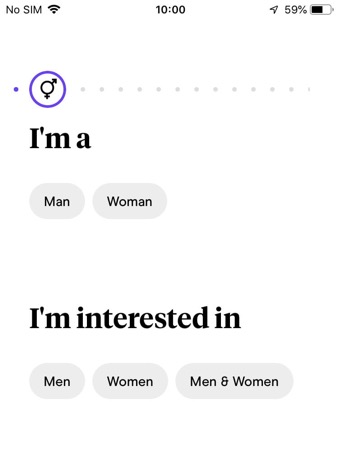 No SIM 10:00 59%
I'm a
Man Woman
I'm interested in
Men Women Men & Women